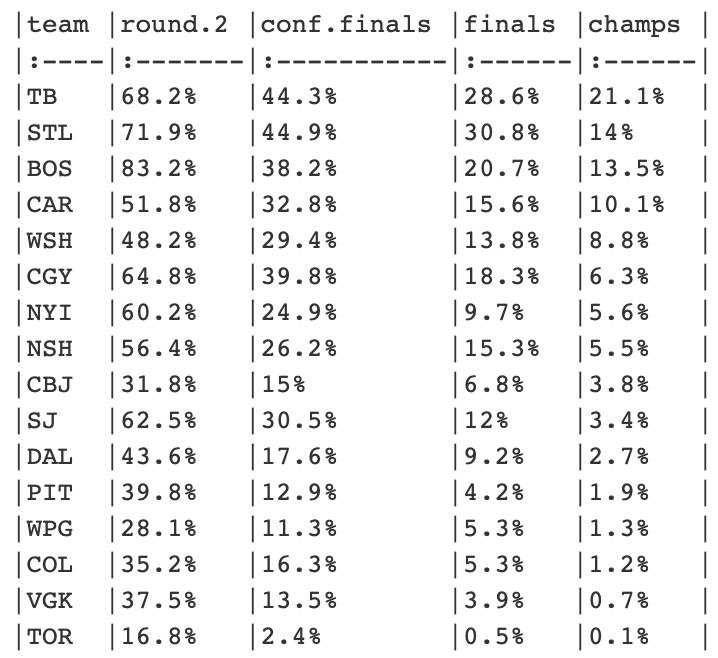 |team |round.2 |conf.finals |finals |champs |
|:----|:-------|:-----------|:------|:------|
|TB |68.2% |44.3% |28.6% |21.1% |
|STL |71.9% |44.9% |30.8% |14% |
|BOS |83.2% |38.2% |20.7% |13.5% |
|CAR |51.8% |32.8% |15.6% |10.1% |
|WSH |48.2% |29.4% |13.8% |8.8% |
|CGY |64.8% |39.8% |18.3% |6.3% |
|NYI |60.2% |24.9% |9.7% |5.6% |
|NSH |56.4% |26.2% |15.3% |5.5% |
|CBJ |31.8% |15% |6.8% |3.8% |
|SJ |62.5% |30.5% |12% |3.4% |
|DAL |43.6% |17.6% |9.2% |2.7% |
|PIT |39.8% |12.9% |4.2% |1.9% |
|WPG |28.1% |11.3% |5.3% |1.3% |
|COL |35.2% |16.3% |5.3% |1.2% |
|VGK |37.5% |13.5% |3.9% |0.7% |
|TOR |16.8% |2.4% |0.5% |0.1% |